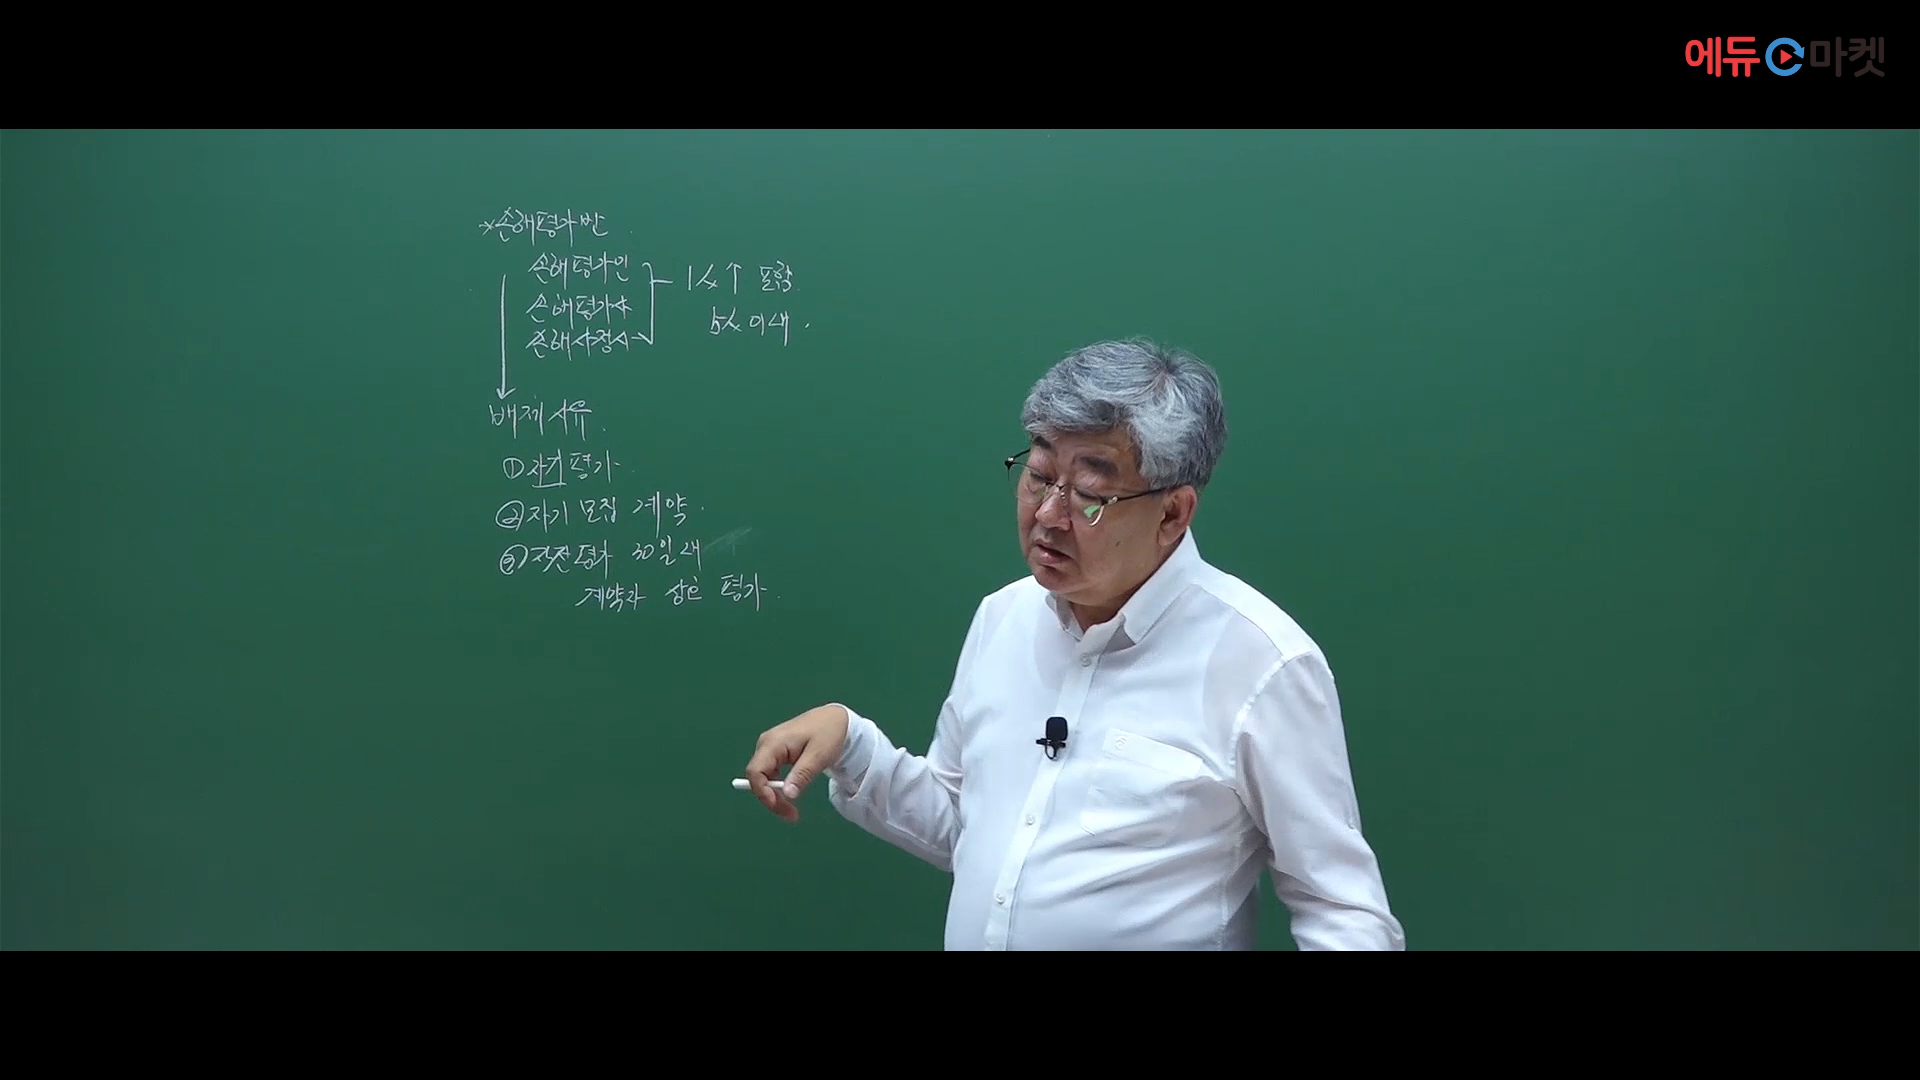 에듀 마켓
*손해평가반
손해평가인
손해평가사
손해사정사
1人↑ 포함
5人 이내.
배제사유.
① 자기평가
② 자기 모집 계약.
③ 직전 평가 30일 내
계약자 상호 평가.